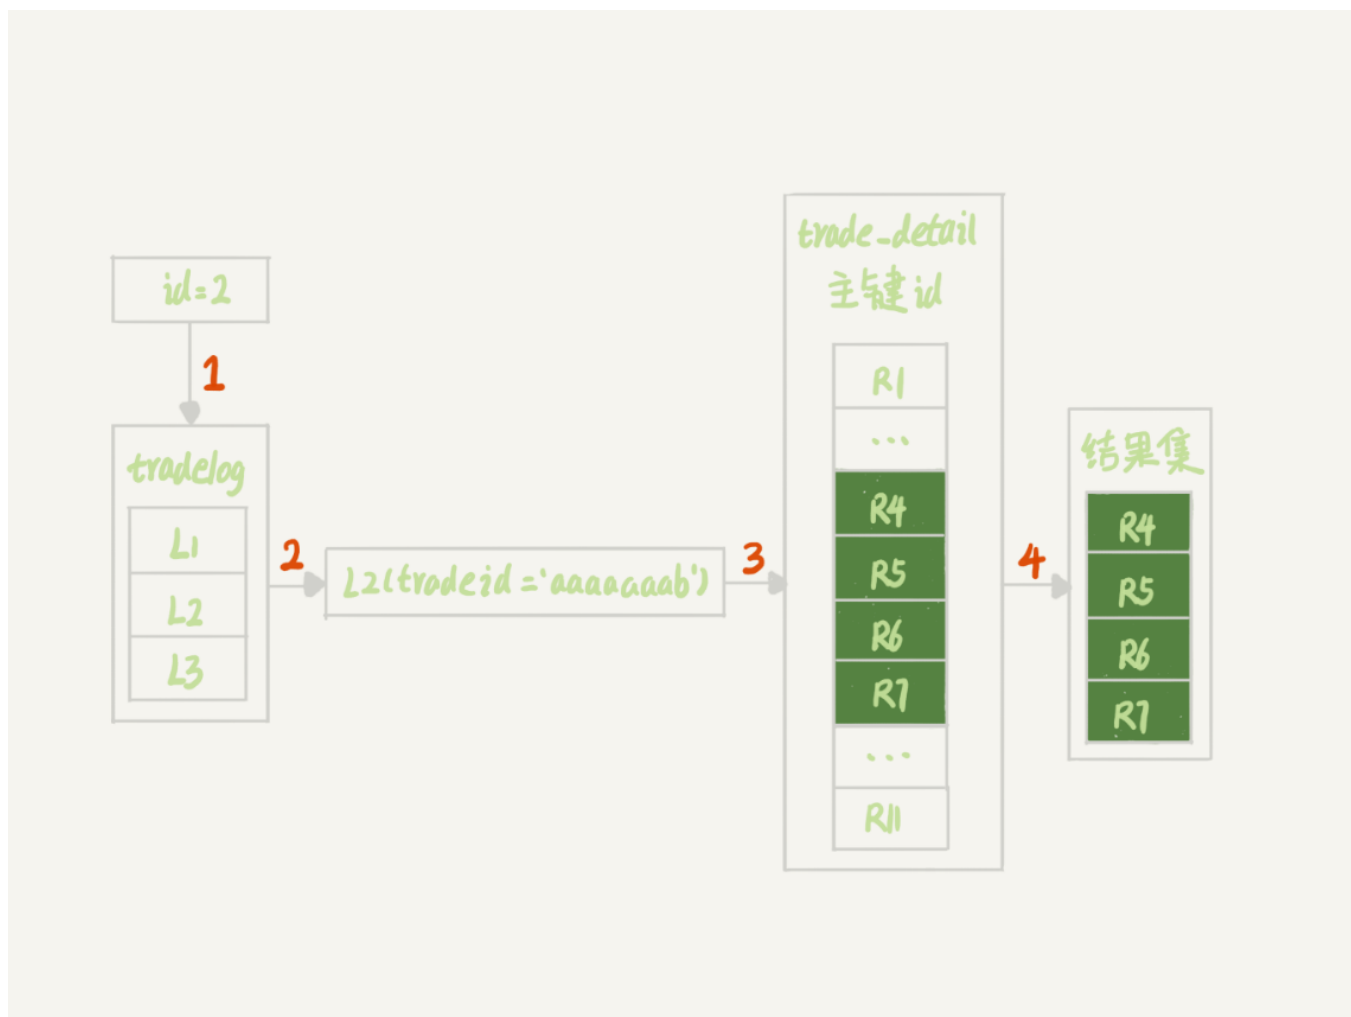 id=2
1
tradelog
L1
L2
L3
2
L2(tradeid='aaaaaaab')
3
trade_detail
主键id
R1
...
R4
R5
R6
R7
...
R11
4
结果集
R4
R5
R6
R7